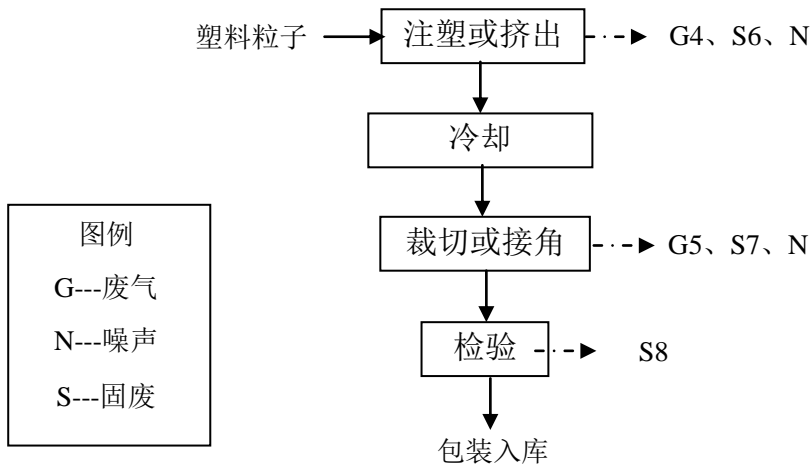 塑料粒子
注塑或挤出
G4、S6、N
冷却
裁切或接角
G5、S7、N
检验
S8
包装入库
图例
G---废气
N---噪声
S---固废